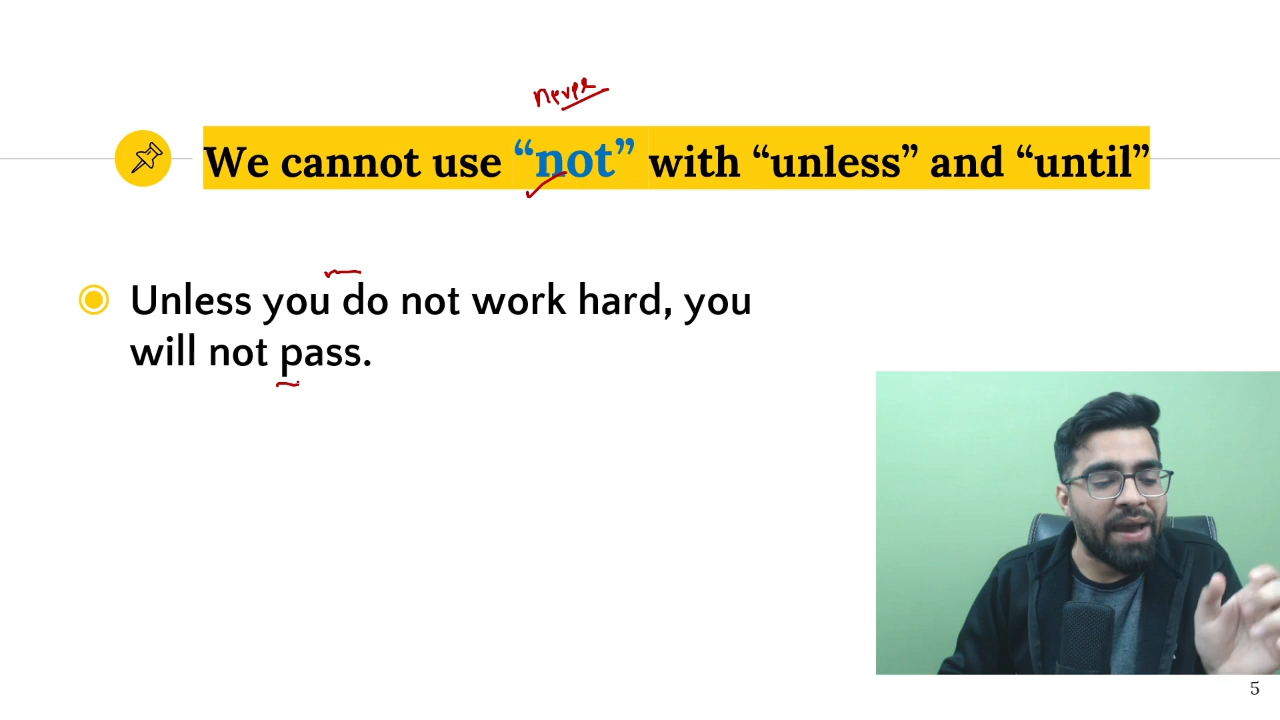 never
We cannot use “not” with “unless” and “until”
Unless you do not work hard, you
will not pass.
5